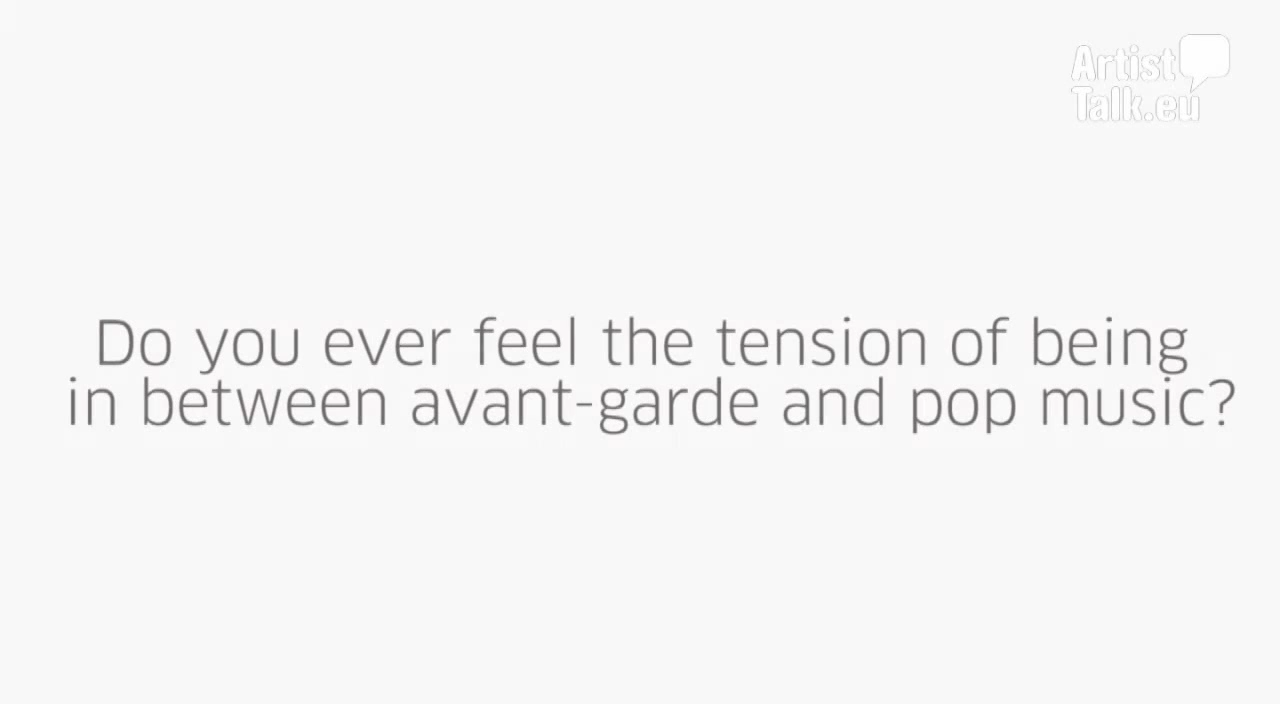 Artist
Talk.eu
Do you ever feel the tension of being
in between avant-garde and pop music?